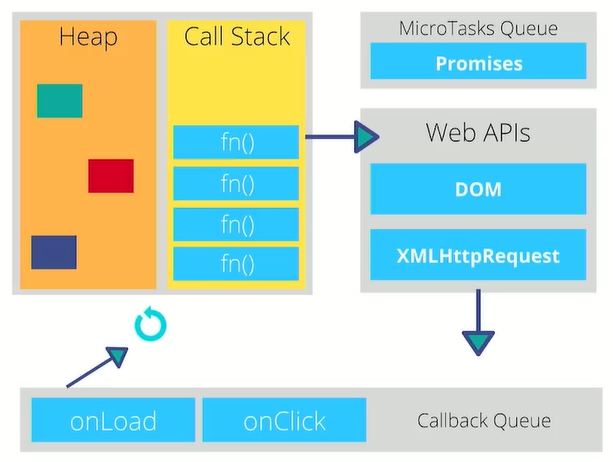 Heap
Call Stack
fn()
fn()
fn()
fn()
MicroTasks Queue
Promises
Web APIs
DOM
XMLHttpRequest
onLoad
onClick
Callback Queue